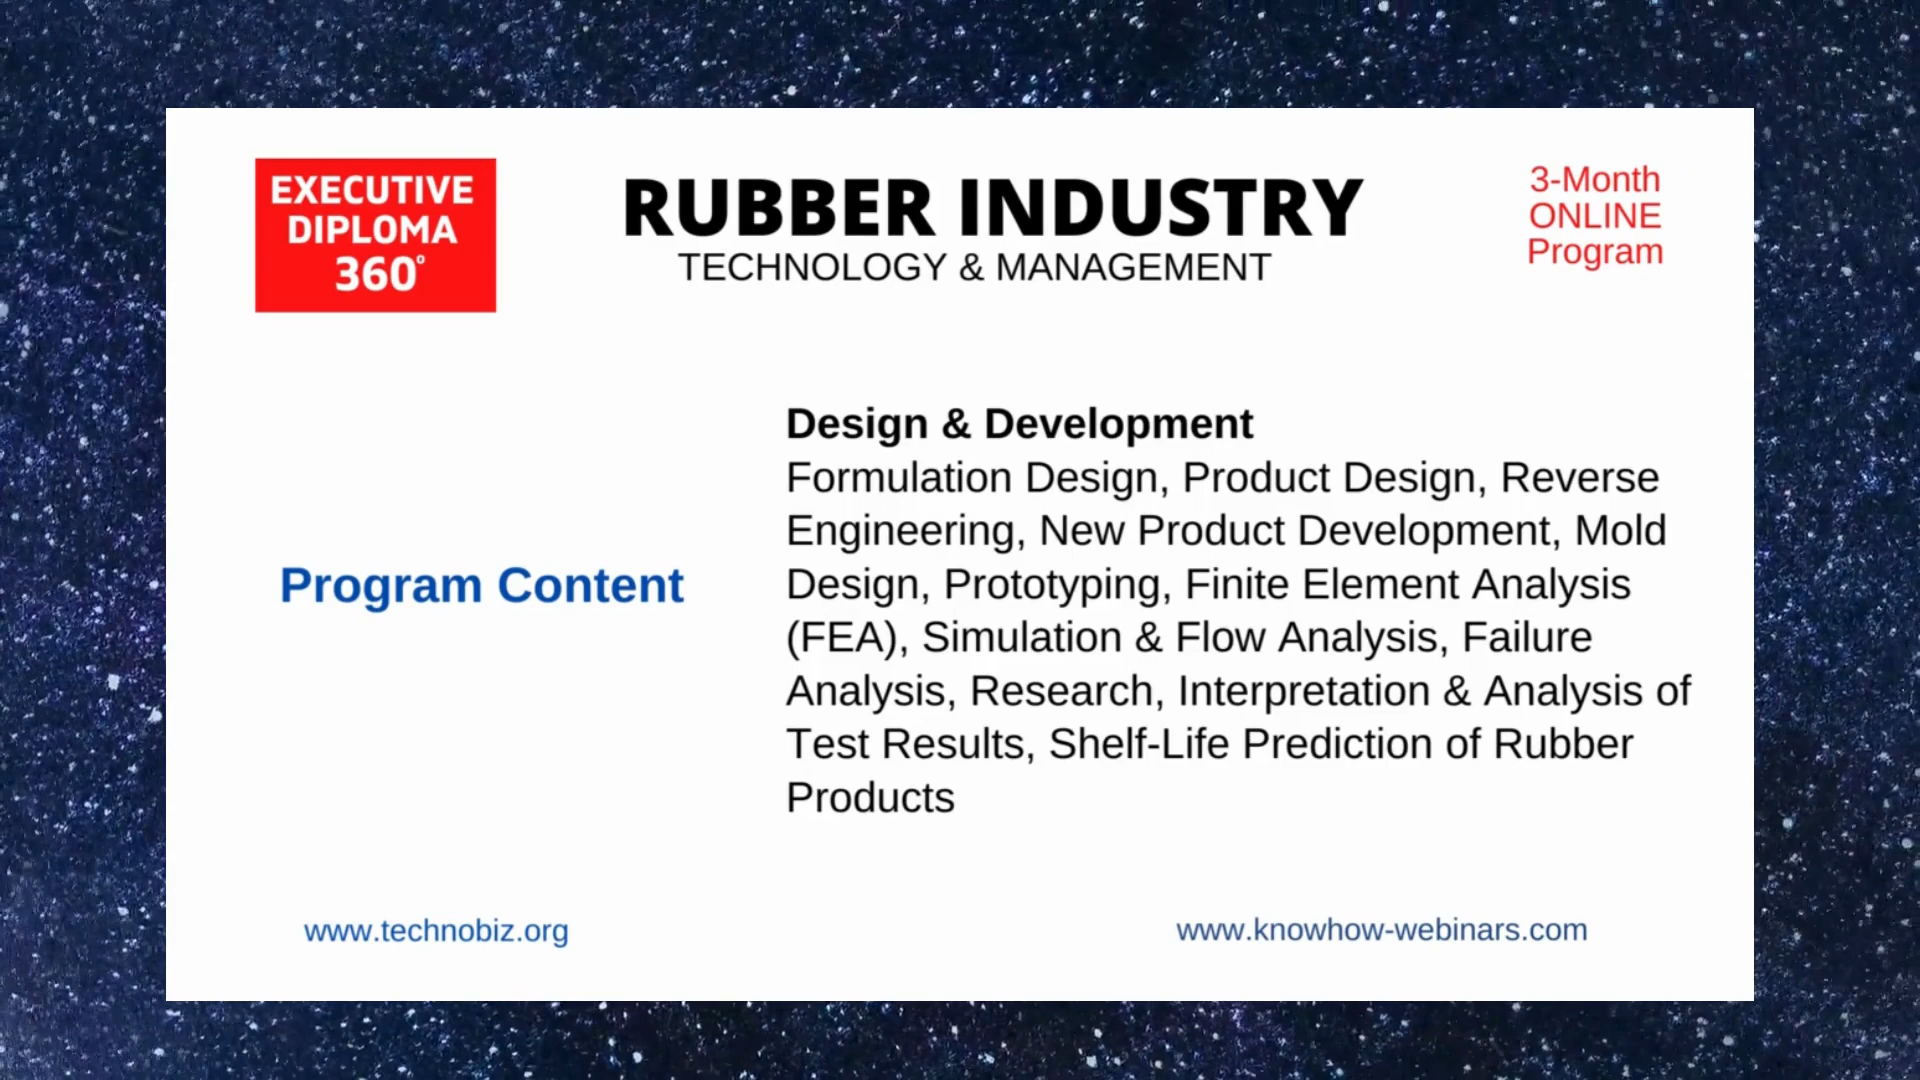 EXECUTIVE
DIPLOMA
360°
RUBBER INDUSTRY
TECHNOLOGY & MANAGEMENT
3-Month
ONLINE
Program
Program Content
Design & Development
Formulation Design, Product Design, Reverse
Engineering, New Product Development, Mold
Design, Prototyping, Finite Element Analysis
(FEA), Simulation & Flow Analysis, Failure
Analysis, Research, Interpretation & Analysis of
Test Results, Shelf-Life Prediction of Rubber
Products
www.technobiz.org
www.knowhow-webinars.com